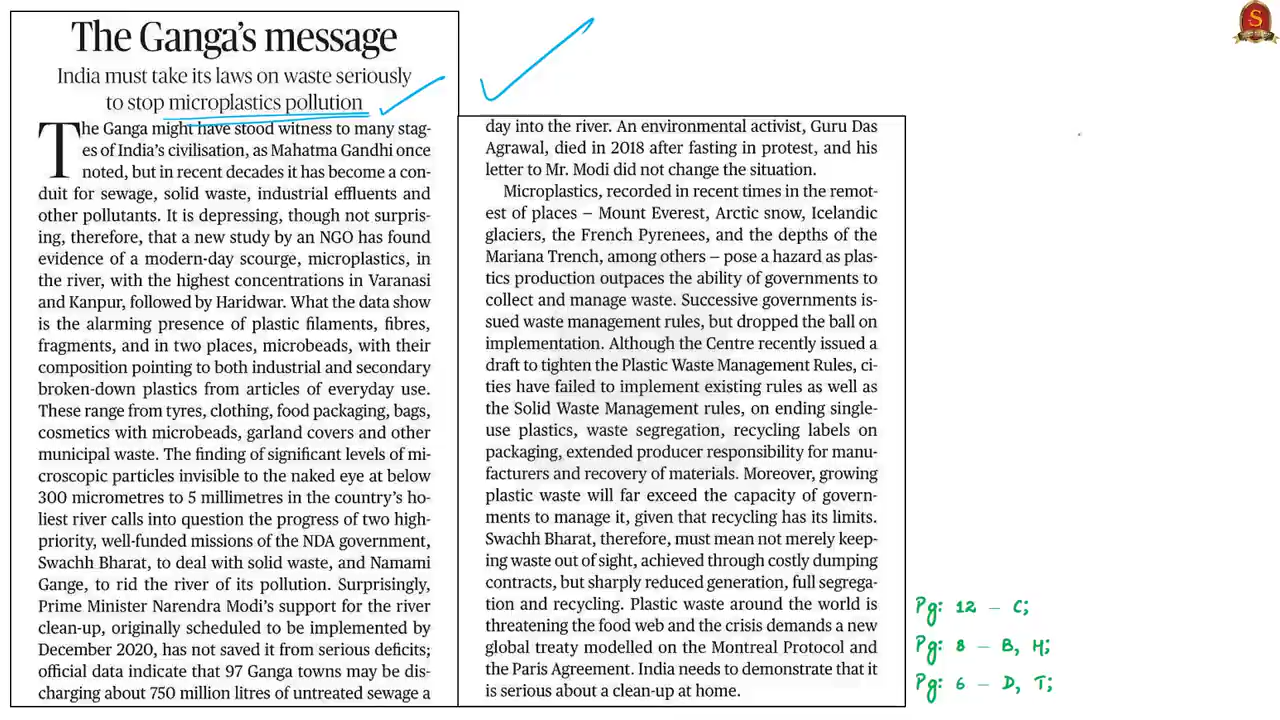 The Ganga's message
India must take its laws on waste seriously
to stop microplastics pollution
The Ganga might have stood witness to many stag-
es of India's civilisation, as Mahatma Gandhi once
noted, but in recent decades it has become a con-
duit for sewage, solid waste, industrial effluents and
other pollutants. It is depressing, though not surpris-
ing, therefore, that a new study by an NGO has found
evidence of a modern-day scourge, microplastics, in
the river, with the highest concentrations in Varanasi
and Kanpur, followed by Haridwar. What the data show
is the alarming presence of plastic filaments, fibres,
fragments, and in two places, microbeads, with their
composition pointing to both industrial and secondary
broken-down plastics from articles of everyday use.
These range from tyres, clothing, food packaging, bags,
cosmetics with microbeads, garland covers and other
municipal waste. The finding of significant levels of mi-
croscopic particles invisible to the naked eye at below
300 micrometres to 5 millimetres in the country's ho-
liest river calls into question the progress of two high-
priority, well-funded missions of the NDA government,
Swachh Bharat, to deal with solid waste, and Namami
Gange, to rid the river of its pollution. Surprisingly,
Prime Minister Narendra Modi's support for the river
clean-up, originally scheduled to be implemented by
December 2020, has not saved it from serious deficits;
official data indicate that 97 Ganga towns may be dis-
charging about 750 million litres of untreated sewage a
day into the river. An environmental activist, Guru Das
Agrawal, died in 2018 after fasting in protest, and his
letter to Mr. Modi did not change the situation.
Microplastics, recorded in recent times in the remot-
est of places – Mount Everest, Arctic snow, Icelandic
glaciers, the French Pyrenees, and the depths of the
Mariana Trench, among others – pose a hazard as plas-
tics production outpaces the ability of governments to
collect and manage waste. Successive governments is-
sued waste management rules, but dropped the ball on
implementation. Although the Centre recently issued a
draft to tighten the Plastic Waste Management Rules, ci-
ties have failed to implement existing rules as well as
the Solid Waste Management rules, on ending single-
use plastics, waste segregation, recycling labels on
packaging, extended producer responsibility for manu-
facturers and recovery of materials. Moreover, growing
plastic waste will far exceed the capacity of govern-
ments to manage it, given that recycling has its limits.
Swachh Bharat, therefore, must mean not merely keep-
ing waste out of sight, achieved through costly dumping
contracts, but sharply reduced generation, full segrega-
tion and recycling. Plastic waste around the world is
threatening the food web and the crisis demands a new
global treaty modelled on the Montreal Protocol and
the Paris Agreement. India needs to demonstrate that it
is serious about a clean-up at home.
Pg: 12 – C;
Pg: 8 – B, H;
Pg: 6 – D, T;
S